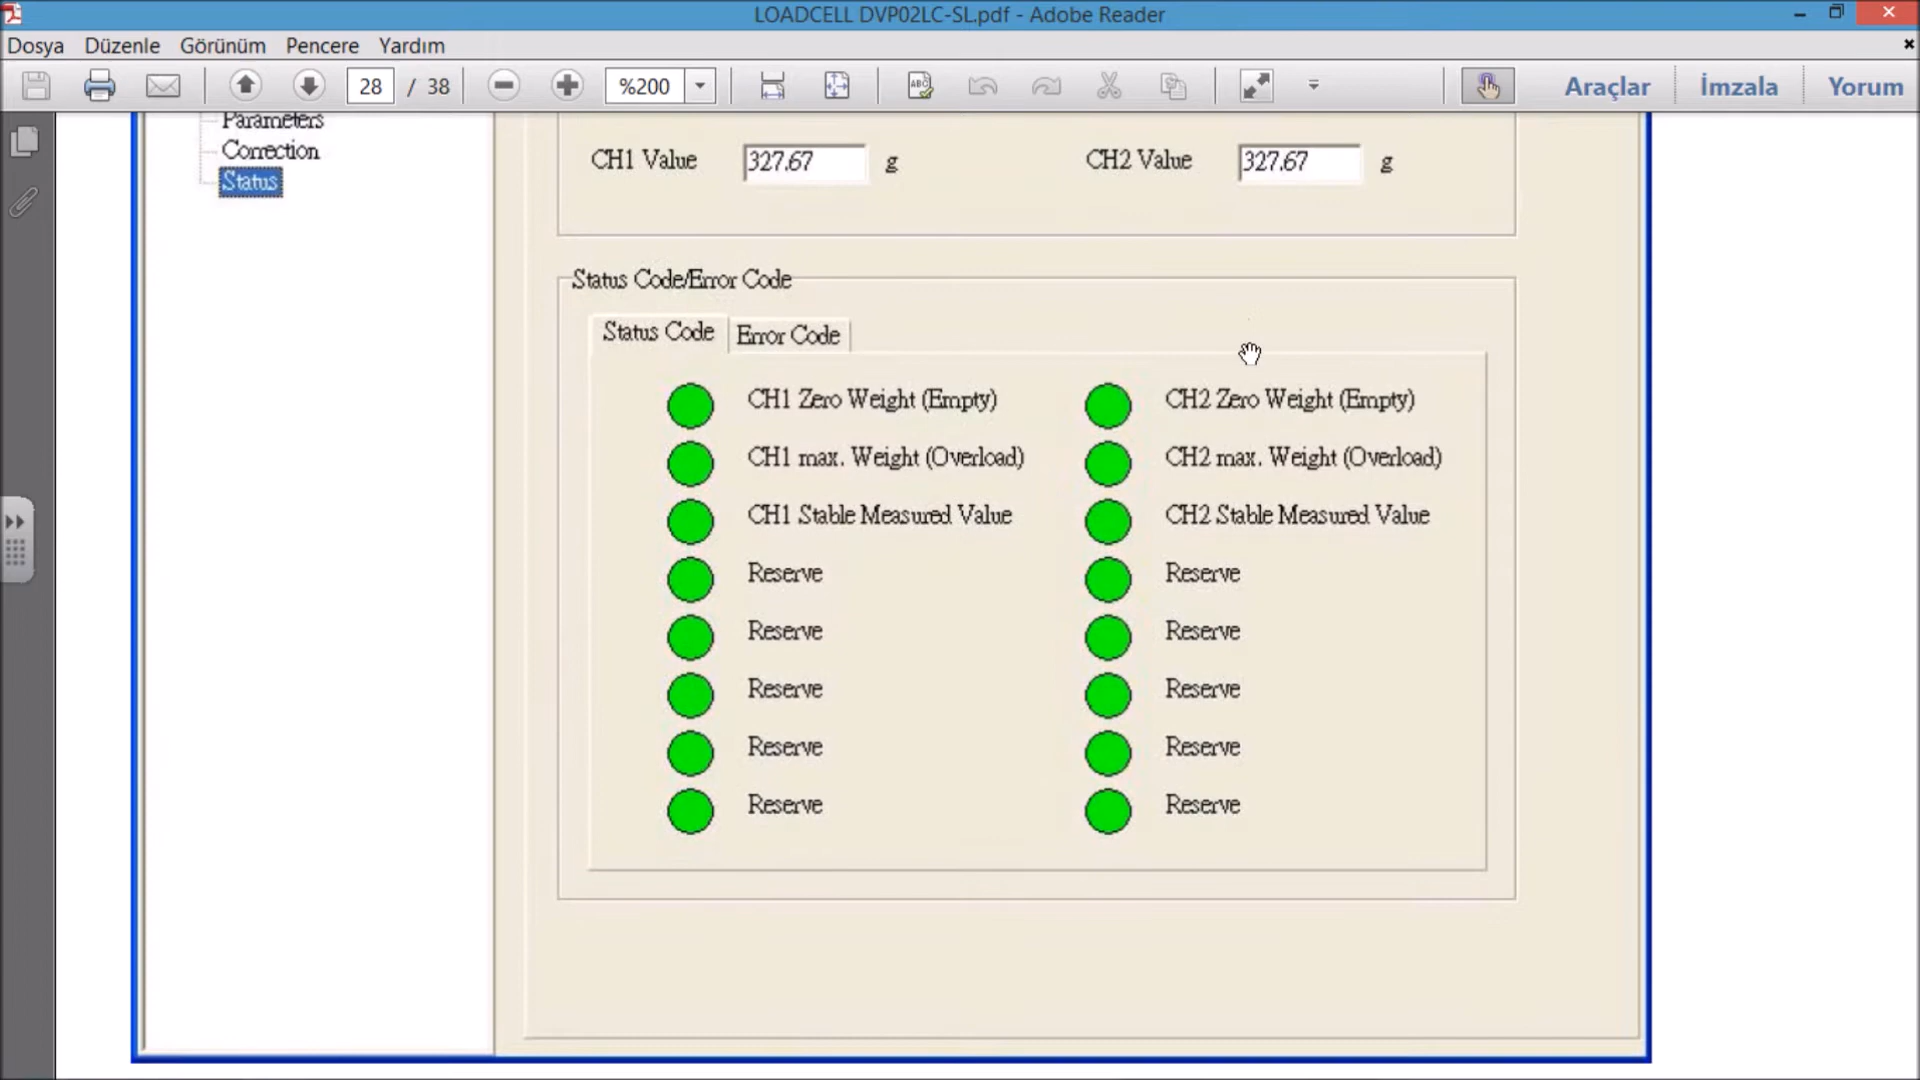 LOADCELL DVP02LC-SL.pdf - Adobe Reader
Dosya Düzenle Görünüm Pencere Yardım
28 / 38 %200 Araçlar İmzala Yorum
Parameters
Correction
Status
CH1 Value 327.67 g CH2 Value 327.67 g
Status Code/Error Code
Status Code Error Code
CH1 Zero Weight (Empty) CH2 Zero Weight (Empty)
CH1 max. Weight (Overload) CH2 max. Weight (Overload)
CH1 Stable Measured Value CH2 Stable Measured Value
Reserve Reserve
Reserve Reserve
Reserve Reserve
Reserve Reserve
Reserve Reserve